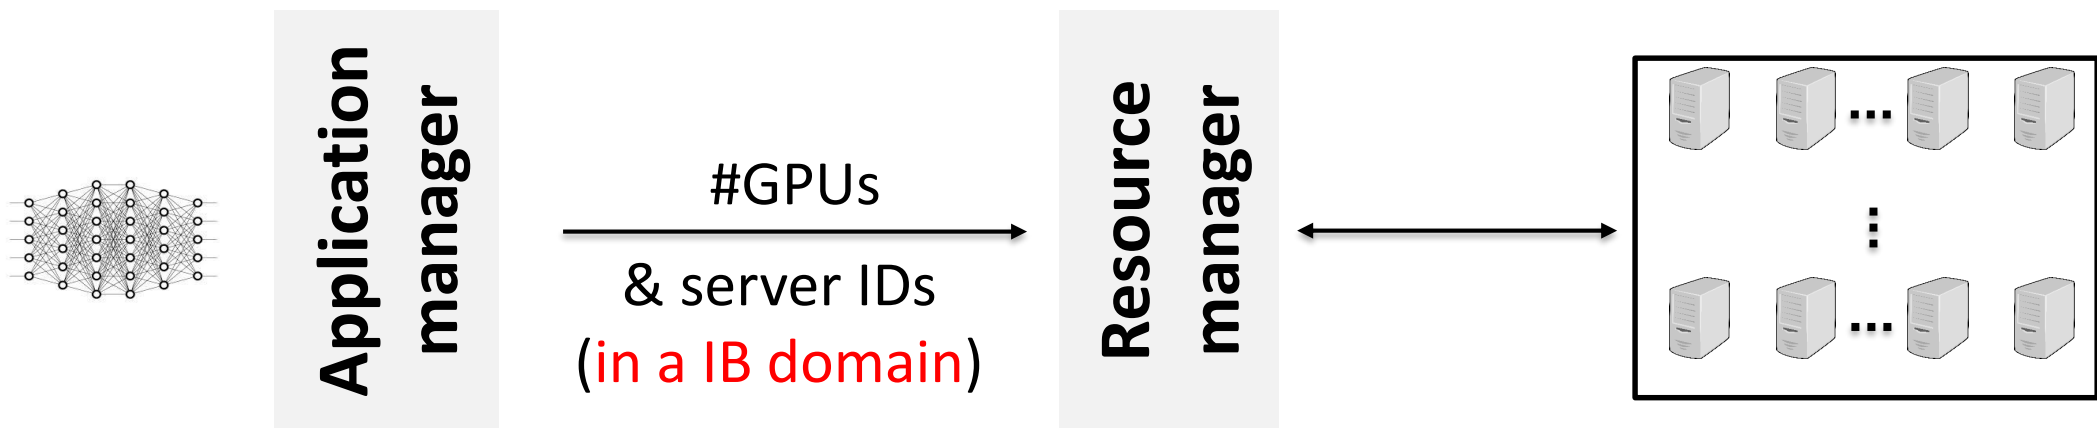 Application
manager
#GPUs
& server IDs
(in a IB domain)
Resource
manager